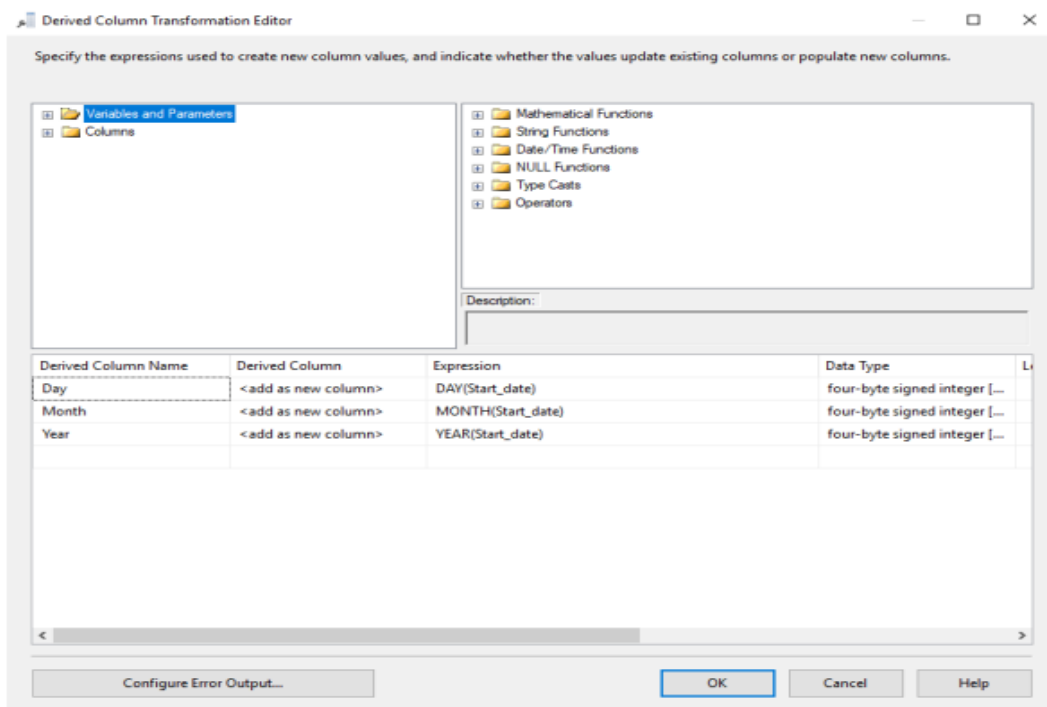 Derived Column Transformation Editor
Specify the expressions used to create new column values, and indicate whether the values update existing columns or populate new columns.
Variables and Parameters
Columns
Mathematical Functions
String Functions
Date/Time Functions
NULL Functions
Type Casts
Operators
Description:
Derived Column Name Derived Column Expression Data Type
Day <add as new column> DAY(Start_date) four-byte signed integer [...
Month <add as new column> MONTH(Start_date) four-byte signed integer [...
Year <add as new column> YEAR(Start_date) four-byte signed integer [...
Configure Error Output... OK Cancel Help